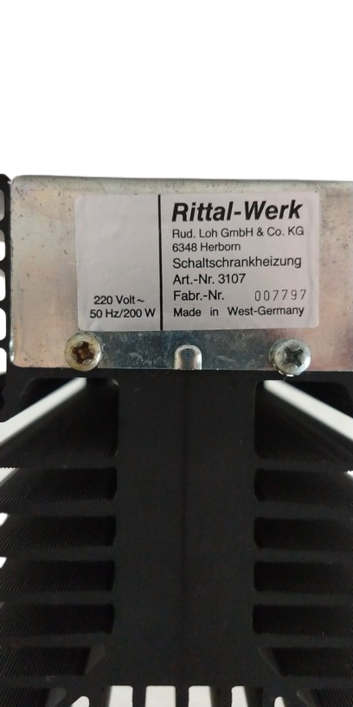 Rittal-Werk
Rud. Loh GmbH & Co. KG
6348 Herborn
Schaltschrankheizung
Art.-Nr. 3107
Fabr.-Nr. 007797
Made in West-Germany
220 Volt~
50 Hz/200 W